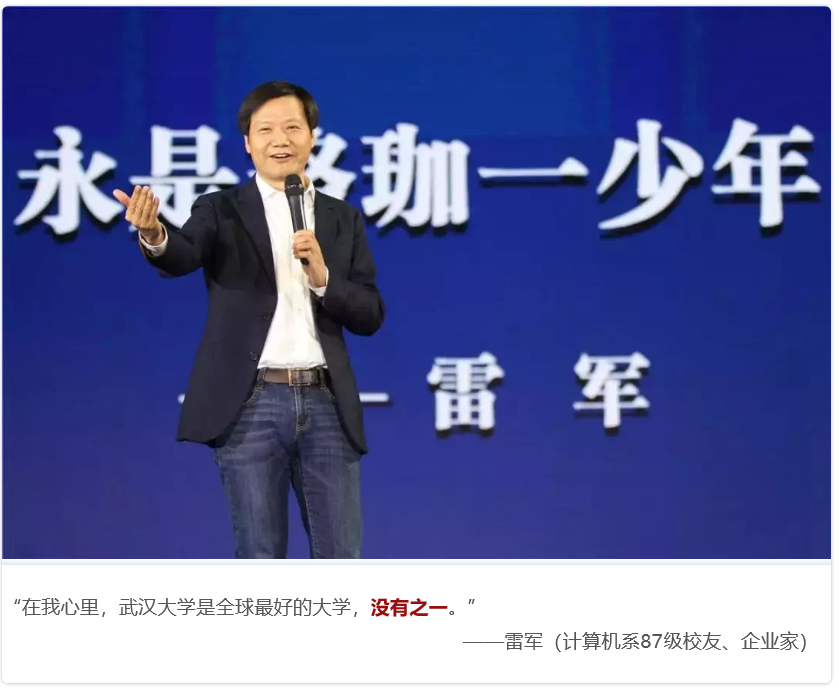 永是珞珈一少年
——雷 军
“在我心里，武汉大学是全球最好的大学，没有之一。”
——雷军（计算机系87级校友、企业家）